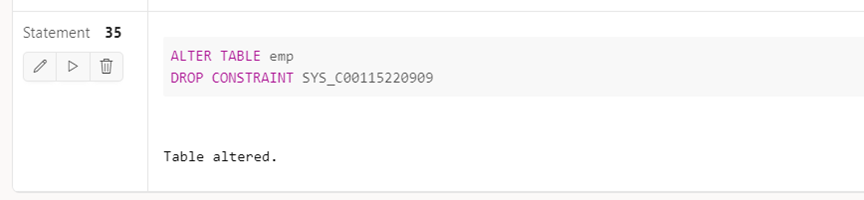 Statement 35
ALTER TABLE emp
DROP CONSTRAINT SYS_C00115220909
Table altered.